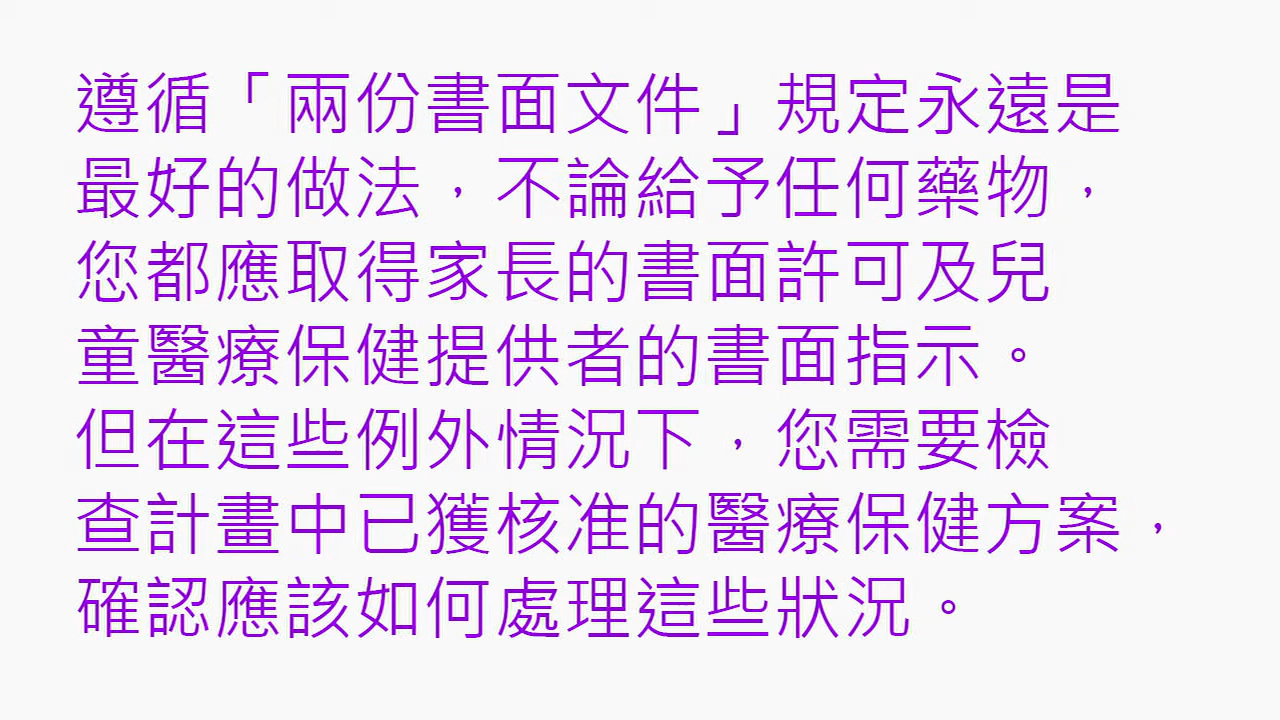 遵循「兩份書面文件」規定永遠是
最好的做法，不論給予任何藥物，
您都應取得家長的書面許可及兒
童醫療保健提供者的書面指示。
但在這些例外情況下，您需要檢
查計畫中已獲核准的醫療保健方案，
確認應該如何處理這些狀況。